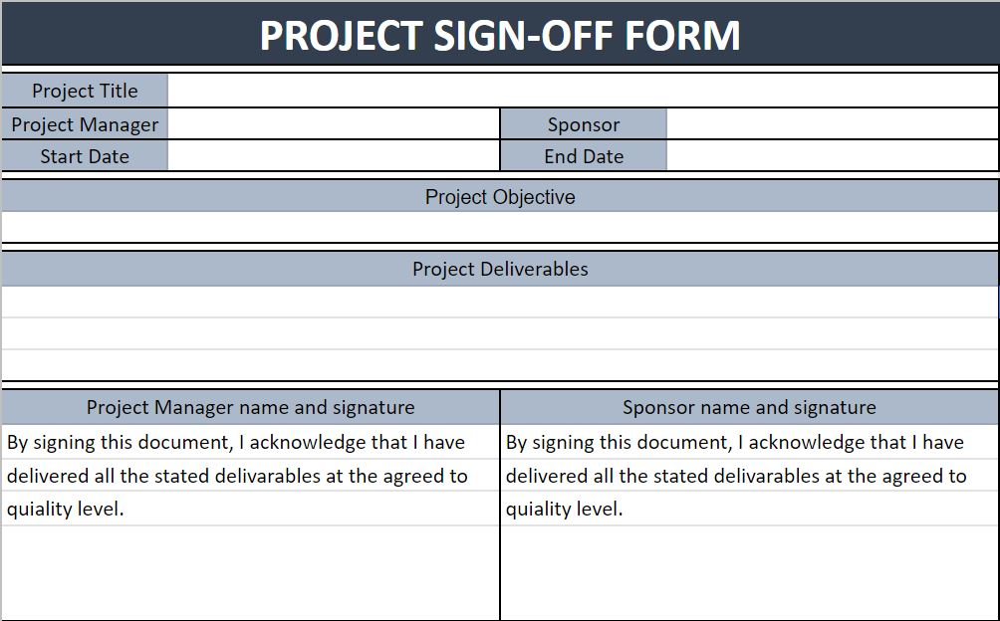 PROJECT SIGN-OFF FORM
Project Title
Project Manager
Sponsor
Start Date
End Date
Project Objective
Project Deliverables
Project Manager name and signature
Sponsor name and signature
By signing this document, I acknowledge that I have
delivered all the stated delivarables at the agreed to
quiality level.
By signing this document, I acknowledge that I have
delivered all the stated delivarables at the agreed to
quiality level.